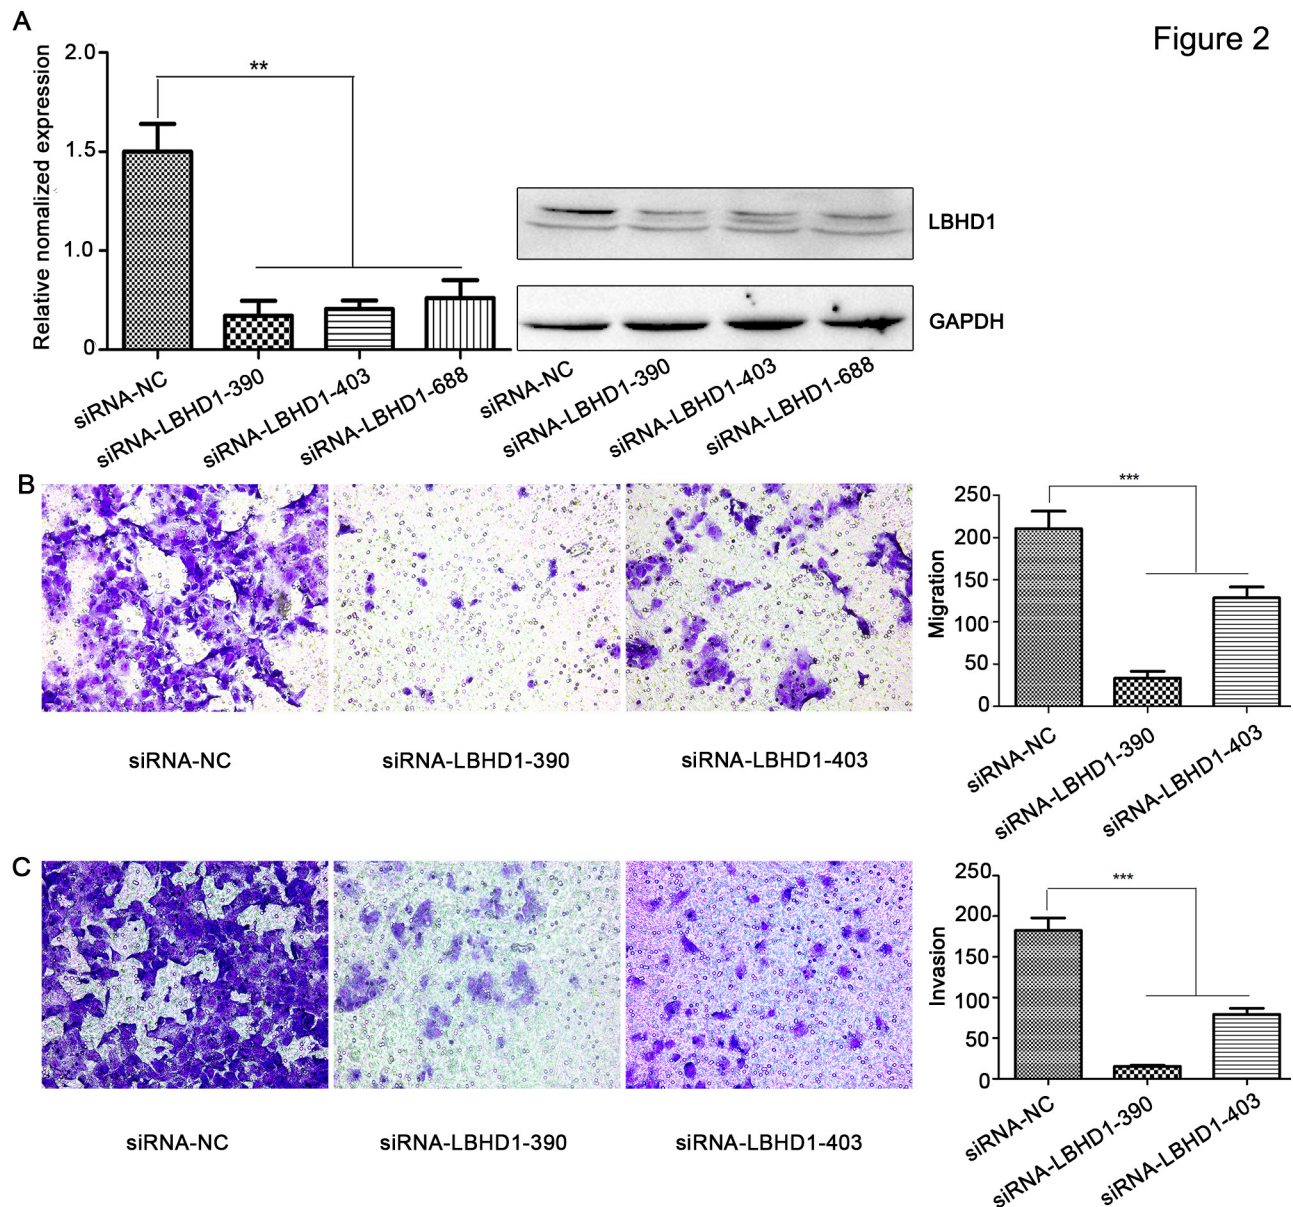 A
Figure 2
Relative nomalized expression
2.0
1.5
1.0
0
**
siRNA-NC
siRNA-LBHD1-390
siRNA-LBHD1-403
siRNA-LBHD1-688
LBHD1
GAPDH
siRNA-NC
siRNA-LBHD1-390
siRNA-LBHD1-403
siRNA-LBHD1-688
B
siRNA-NC
siRNA-LBHD1-390
siRNA-LBHD1-403
Migration
250
200
150
100
50
0
***
siRNA-NC
siRNA-LBHD1-390
siRNA-LBHD1-403
C
siRNA-NC
siRNA-LBHD1-390
siRNA-LBHD1-403
Invasion
250
200
150
100
50
0
***
siRNA-NC
siRNA-LBHD1-390
siRNA-LBHD1-403